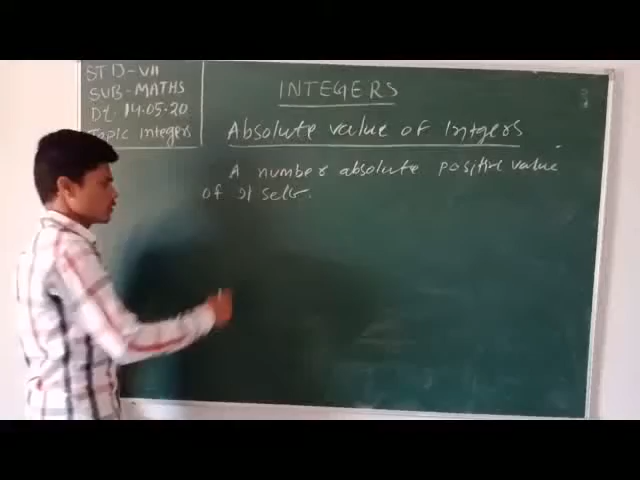 STD-VII
SUB-MATHS
Dt. 14.05.20
Topic Integers
INTEGERS
Absolute value of Intgers
A number absolute positive value
of it self.